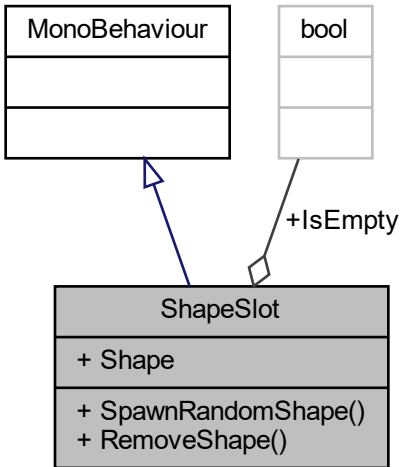 MonoBehaviour
bool
+IsEmpty
ShapeSlot
+ Shape
+ SpawnRandomShape()
+ RemoveShape()